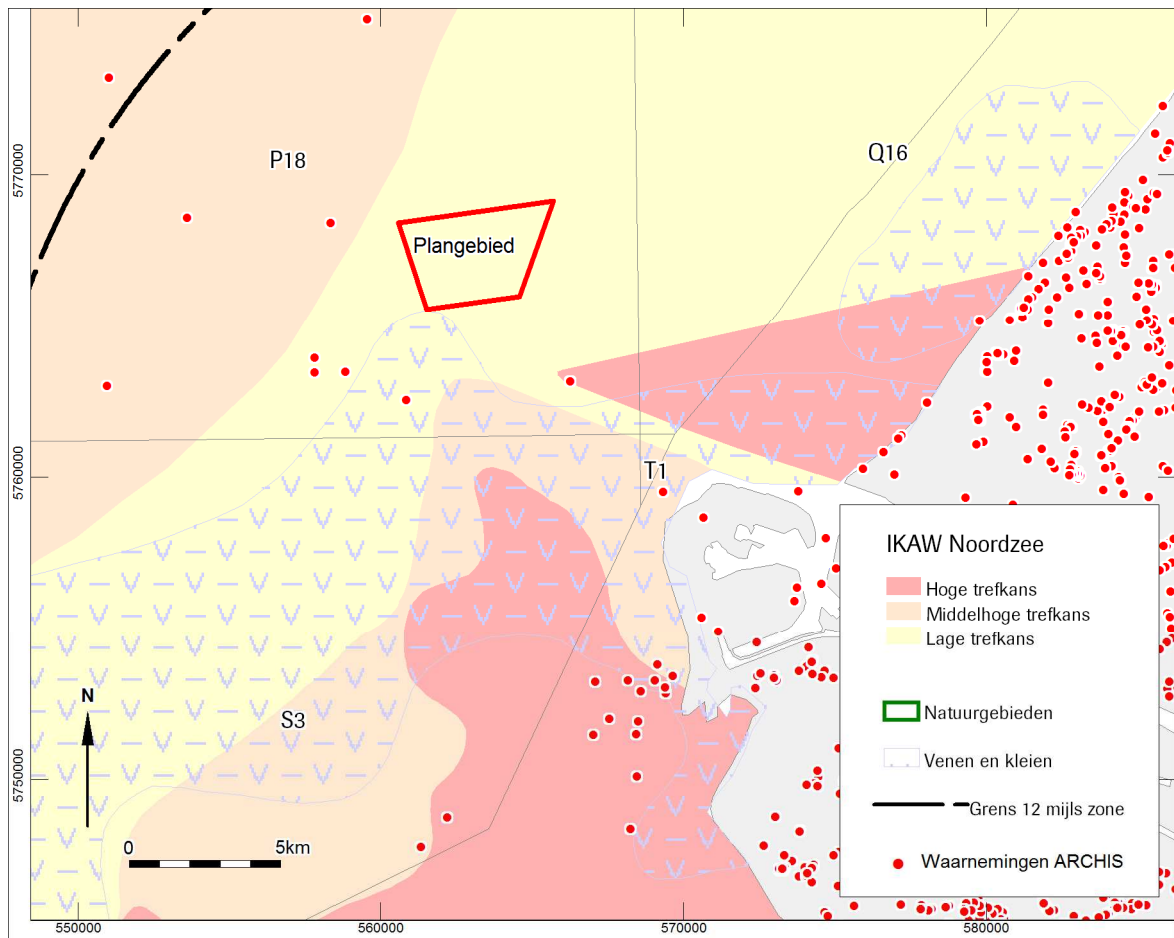 P18
Q16
Plangebied
T1
S3
N
0 5km
5770000
5760000
5750000
550000
560000
570000
580000
IKAW Noordzee
Hoge trefkans
Middelhoge trefkans
Lage trefkans
Natuurgebieden
Venen en kleien
Grens 12 mijls zone
Waarnemingen ARCHIS